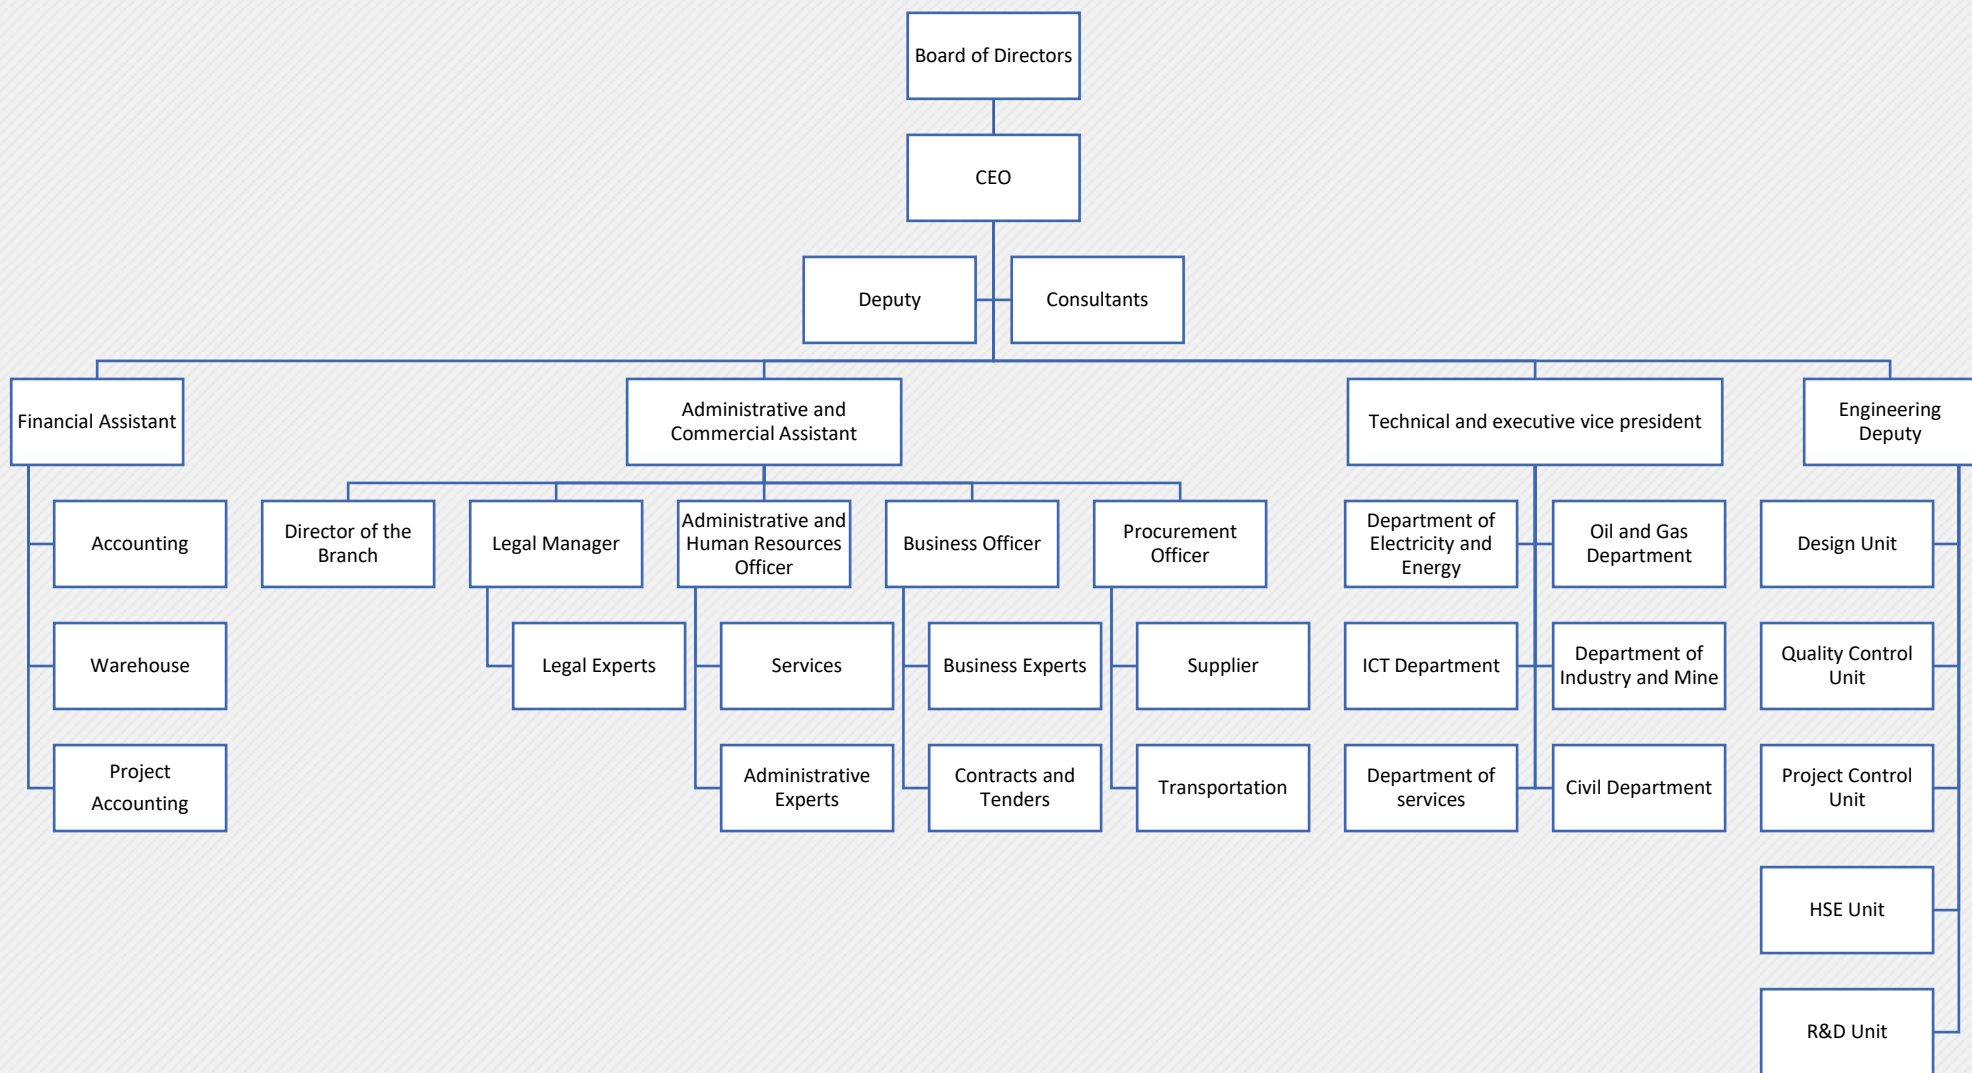 Board of Directors
CEO
Deputy
Consultants
Financial Assistant
Administrative and
Commercial Assistant
Technical and executive vice president
Engineering
Deputy
Accounting
Director of the
Branch
Legal Manager
Administrative and
Human Resources
Officer
Business Officer
Procurement
Officer
Department of
Electricity and
Energy
Oil and Gas
Department
Design Unit
Warehouse
Legal Experts
Services
Business Experts
Supplier
ICT Department
Department of
Industry and Mine
Quality Control
Unit
Project
Accounting
Administrative
Experts
Contracts and
Tenders
Transportation
Department of
services
Civil Department
Project Control
Unit
HSE Unit
R&D Unit